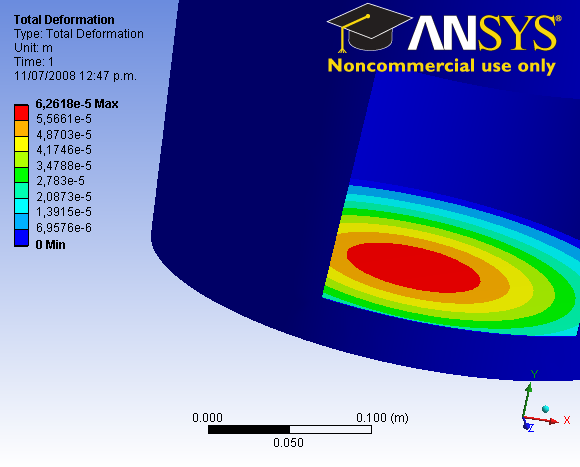 Total Deformation
Type: Total Deformation
Unit: m
Time: 1
11/07/2008 12:47 p.m.
6,2618e-5 Max
5,5661e-5
4,8703e-5
4,1746e-5
3,4788e-5
2,783e-5
2,0873e-5
1,3915e-5
6,9576e-6
0 Min
ANSYS®
Noncommercial use only
0.000
0.100 (m)
0.050
Y
X
Z